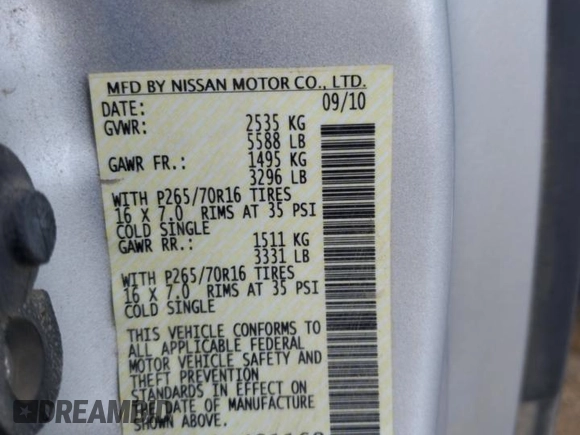 MFD BY NISSAN MOTOR CO., LTD.
DATE: 09/10
GVWR: 2535 KG
5588 LB
GAWR FR.: 1495 KG
3296 LB
WITH P265/70R16 TIRES
16 X 7.0 RIMS AT 35 PSI
COLD SINGLE
GAWR RR.: 1511 KG
3331 LB
WITH P265/70R16 TIRES
16 X 7.0 RIMS AT 35 PSI
COLD SINGLE
THIS VEHICLE CONFORMS TO
ALL APPLICABLE FEDERAL
MOTOR VEHICLE SAFETY AND
THEFT PREVENTION
STANDARDS IN EFFECT ON
THE DATE OF MANUFACTURE
SHOWN ABOVE.